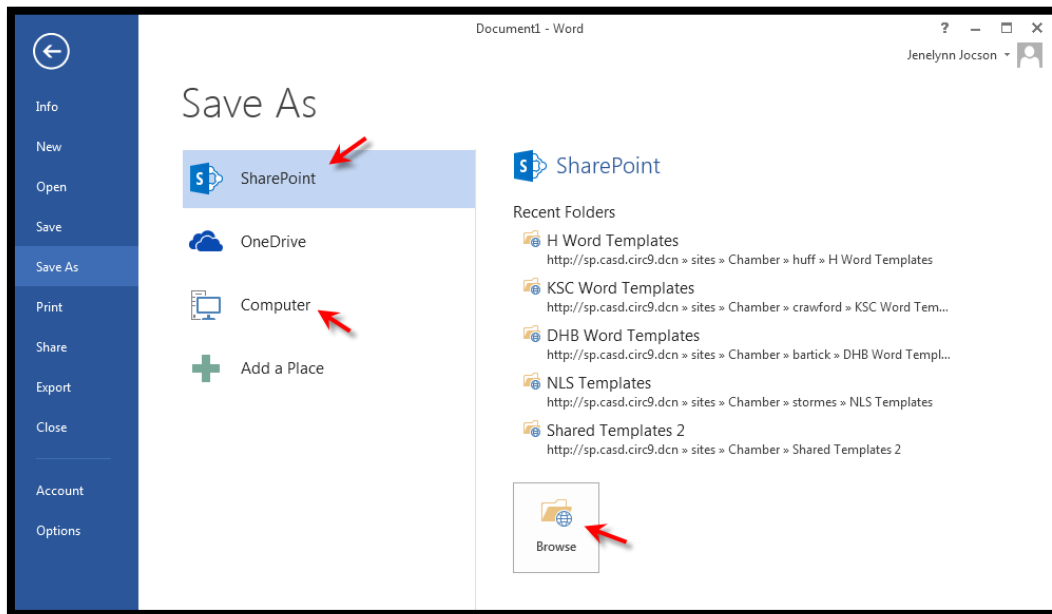 Document1 - Word
?
Jenelynn Jocson
Info
New
Open
Save
Save As
Print
Share
Export
Close
Account
Options
Save As
SharePoint
OneDrive
Computer
Add a Place
SharePoint
Recent Folders
H Word Templates
http://sp.casd.circ9.dcn » sites » Chamber » huff » H Word Templates
KSC Word Templates
http://sp.casd.circ9.dcn » sites » Chamber » crawford » KSC Word Tem...
DHB Word Templates
http://sp.casd.circ9.dcn » sites » Chamber » bartick » DHB Word Templ...
NLS Templates
http://sp.casd.circ9.dcn » sites » Chamber » stormes » NLS Templates
Shared Templates 2
http://sp.casd.circ9.dcn » sites » Chamber » Shared Templates 2
Browse